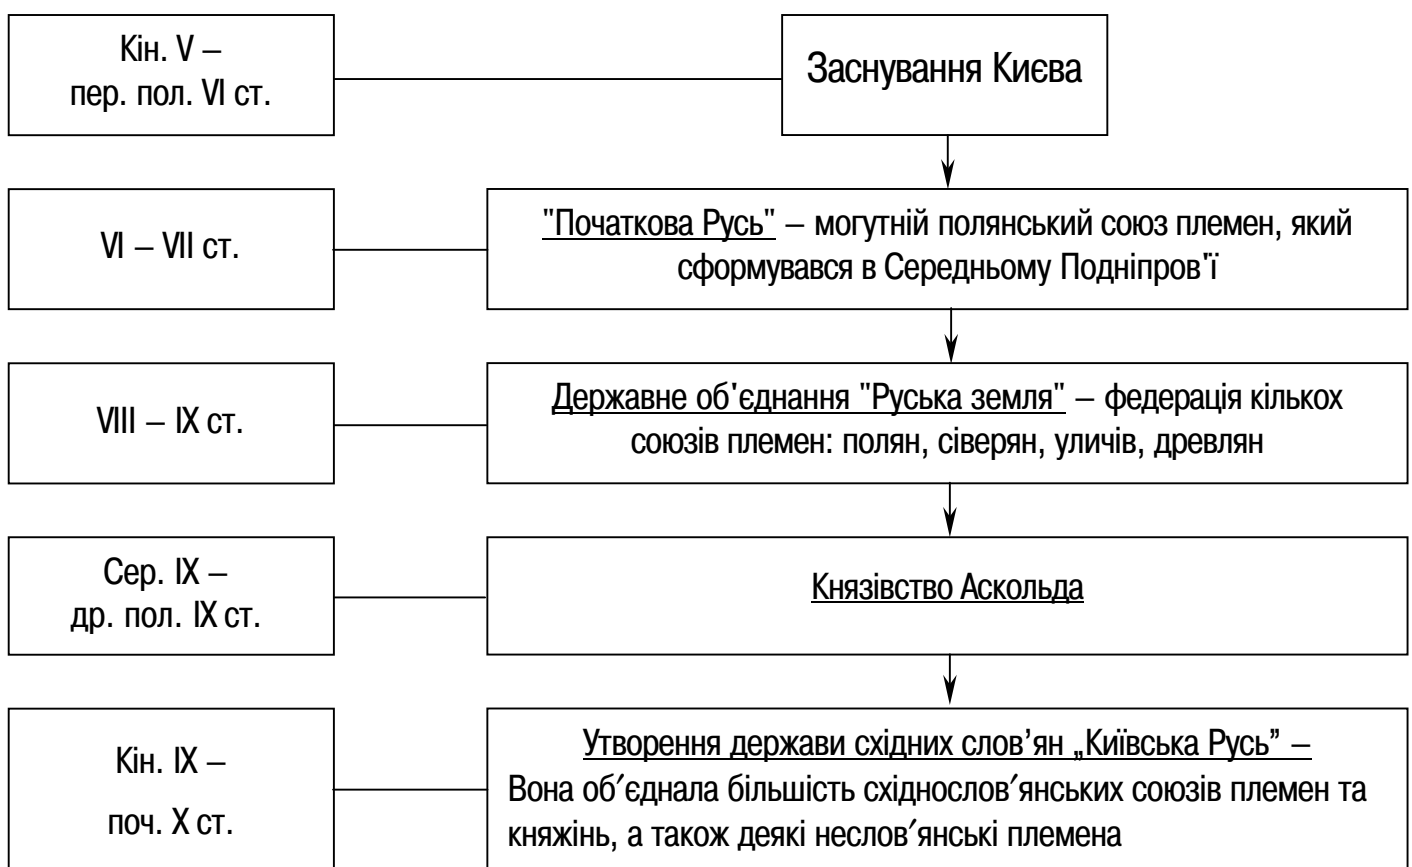 Кін. V –
пер. пол. VI ст.
Заснування Києва
VI – VII ст.
"Початкова Русь" – могутній полянський союз племен, який
сформувався в Середньому Подніпров'ї
VIII – IX ст.
Державне об'єднання "Руська земля" – федерація кількох
союзів племен: полян, сіверян, уличів, древлян
Сер. IX –
др. пол. IX ст.
Князівство Аскольда
Кін. IX –
поч. X ст.
Утворення держави східних слов’ян „Київська Русь” –
Вона об′єднала більшість східнослов′янських союзів племен та
княжінь, а також деякі неслов′янські племена